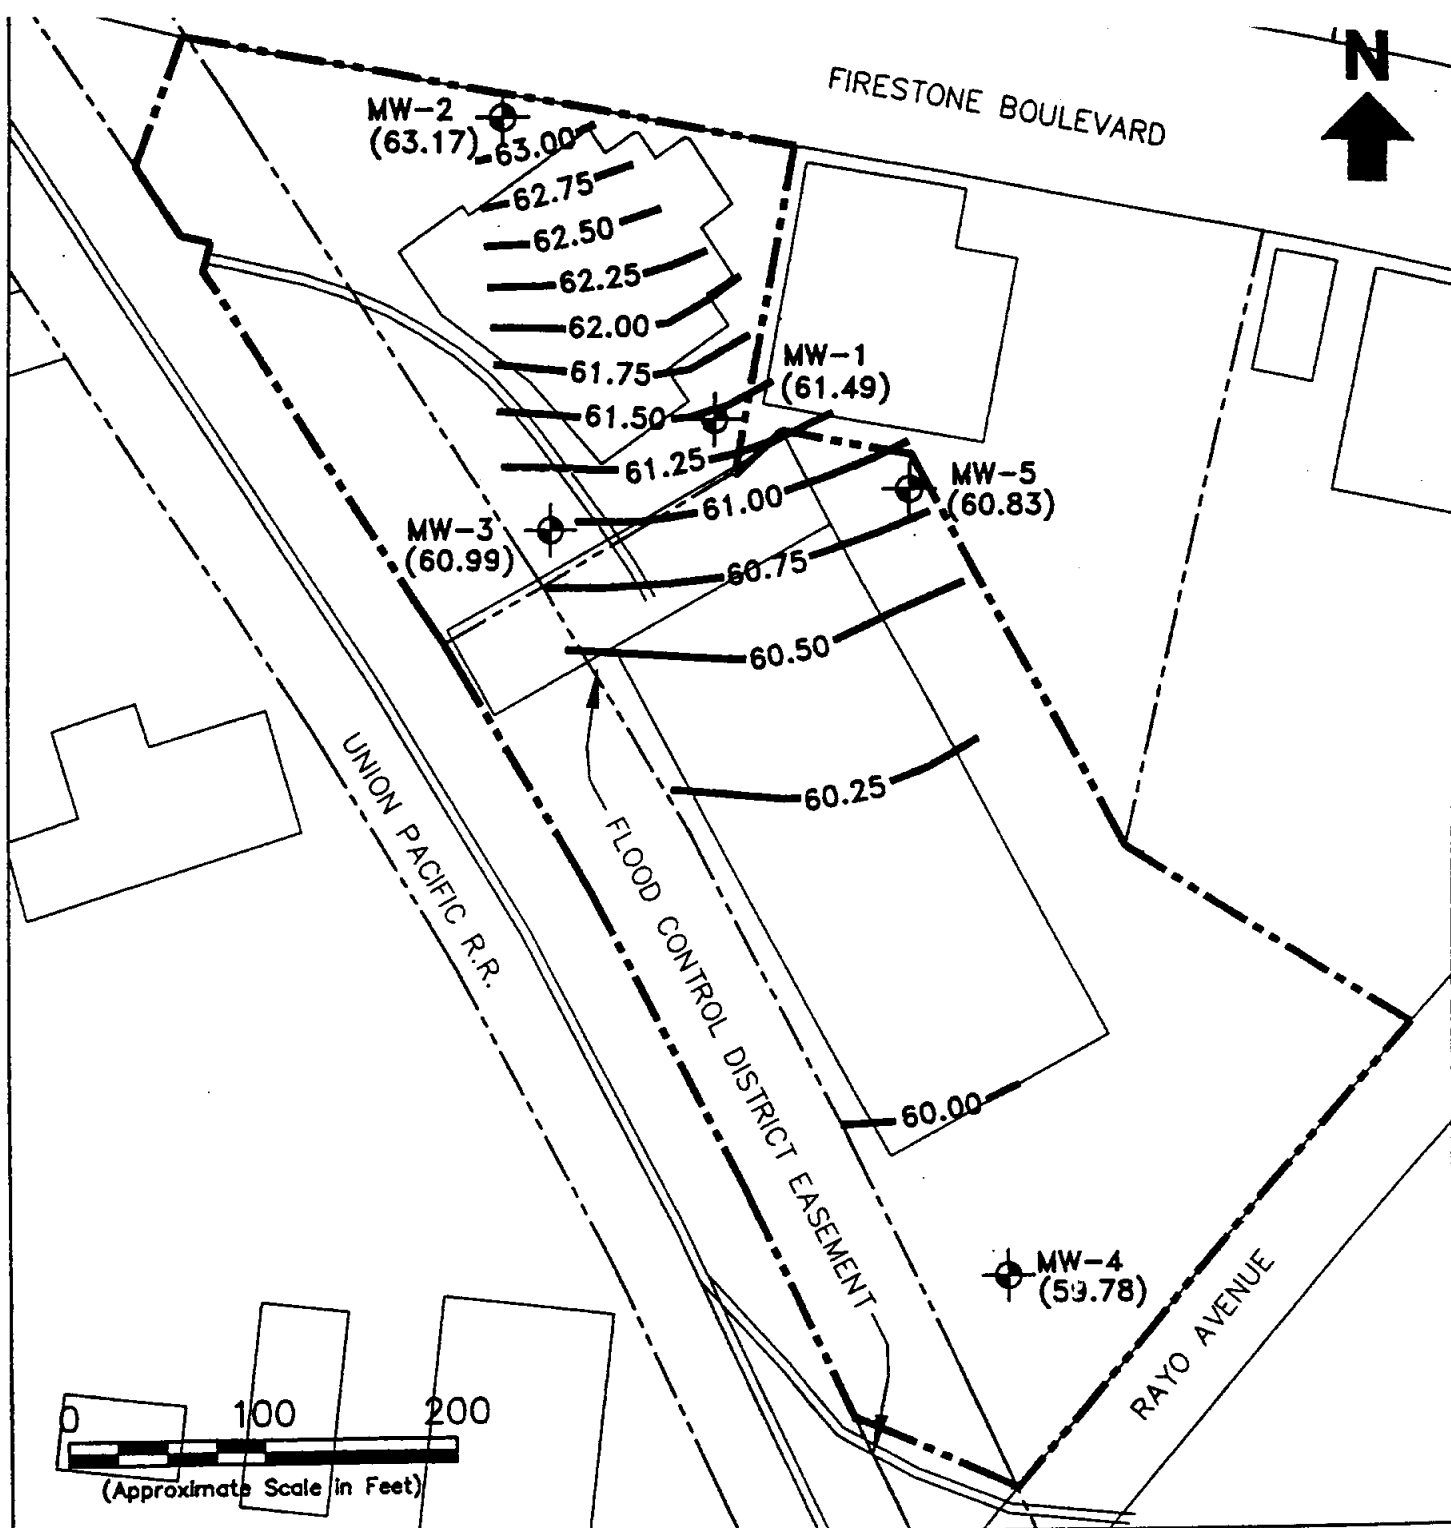 N
FIRESTONE BOULEVARD
MW-2
(63.17)
63.00
62.75
62.50
62.25
62.00
61.75
MW-1
(61.49)
61.50
61.25
MW-5
(60.83)
61.00
MW-3
(60.99)
60.75
60.50
60.25
UNION PACIFIC R.R.
FLOOD CONTROL DISTRICT EASEMENT
60.00
MW-4
(59.78)
RAYO AVENUE
0 100 200
(Approximate Scale in Feet)